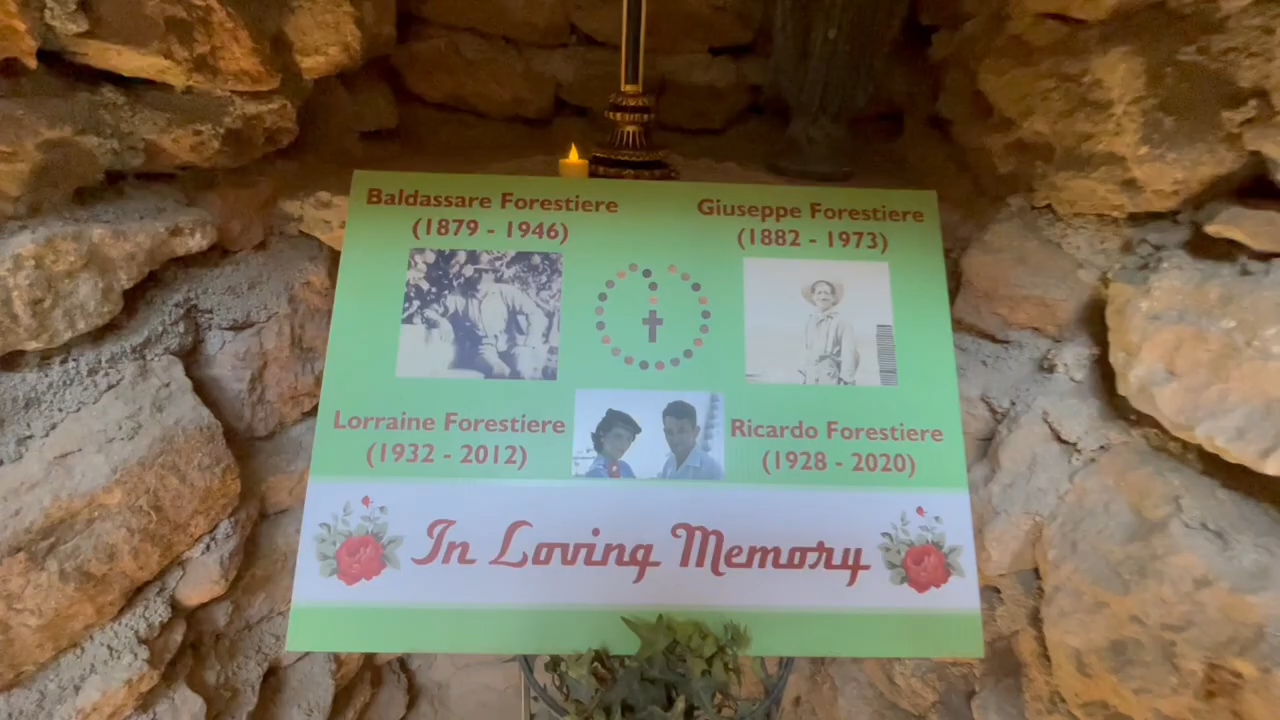 Baldassare Forestiere
(1879 - 1946)
Giuseppe Forestiere
(1882 - 1973)
Lorraine Forestiere
(1932 - 2012)
Ricardo Forestiere
(1928 - 2020)
In Loving Memory